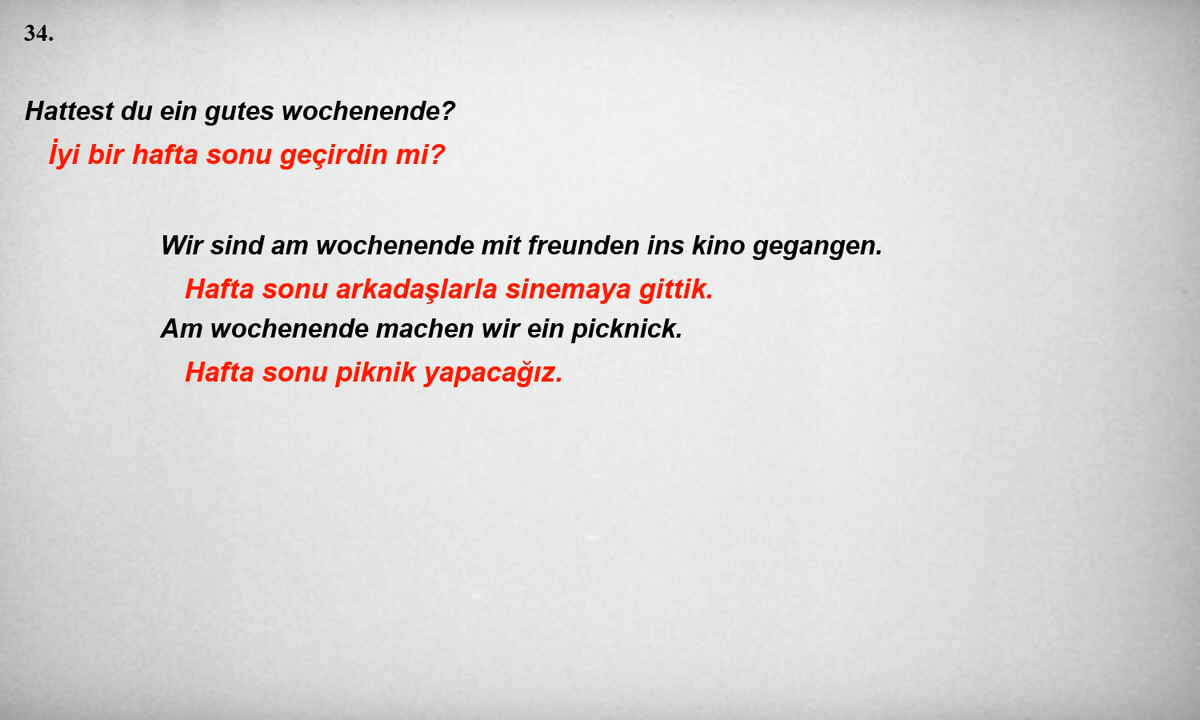 34.
Hattest du ein gutes wochenende?
İyi bir hafta sonu geçirdin mi?
Wir sind am wochenende mit freunden ins kino gegangen.
Hafta sonu arkadaşlarla sinemaya gittik.
Am wochenende machen wir ein picknick.
Hafta sonu piknik yapacağız.